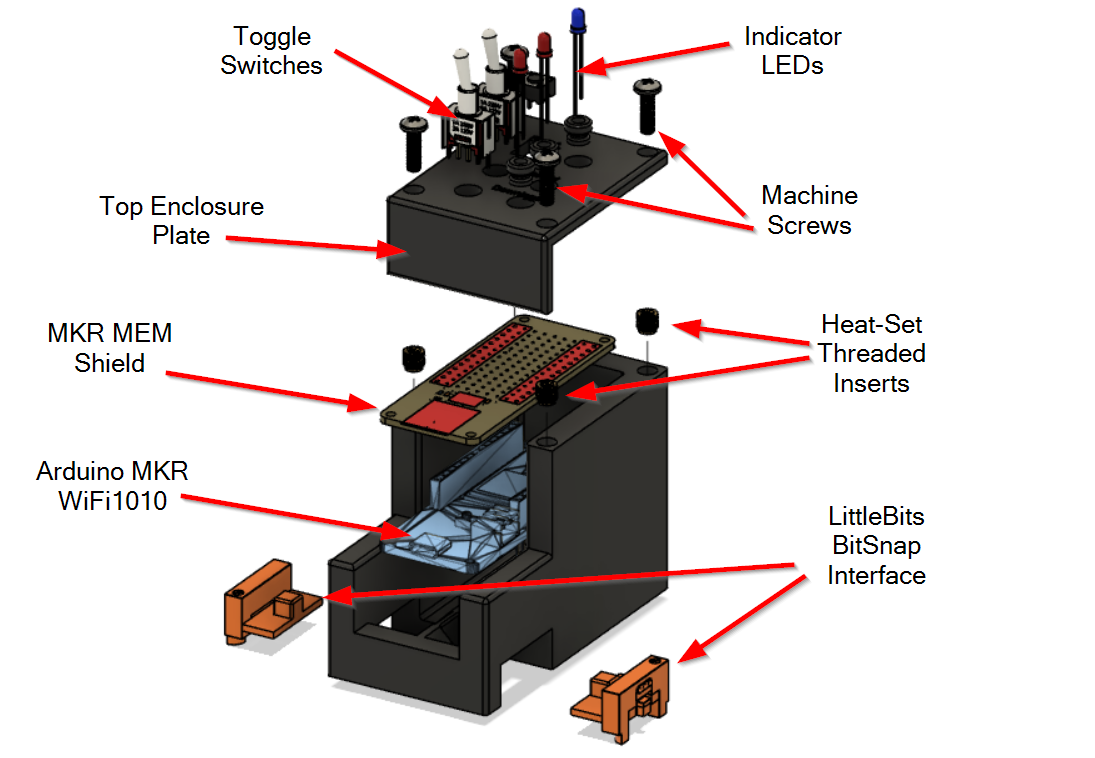 Toggle
Switches
Indicator
LEDs
Machine
Screws
Top Enclosure
Plate
MKR MEM
Shield
Heat-Set
Threaded
Inserts
Arduino MKR
WiFi1010
LittleBits
BitSnap
Interface